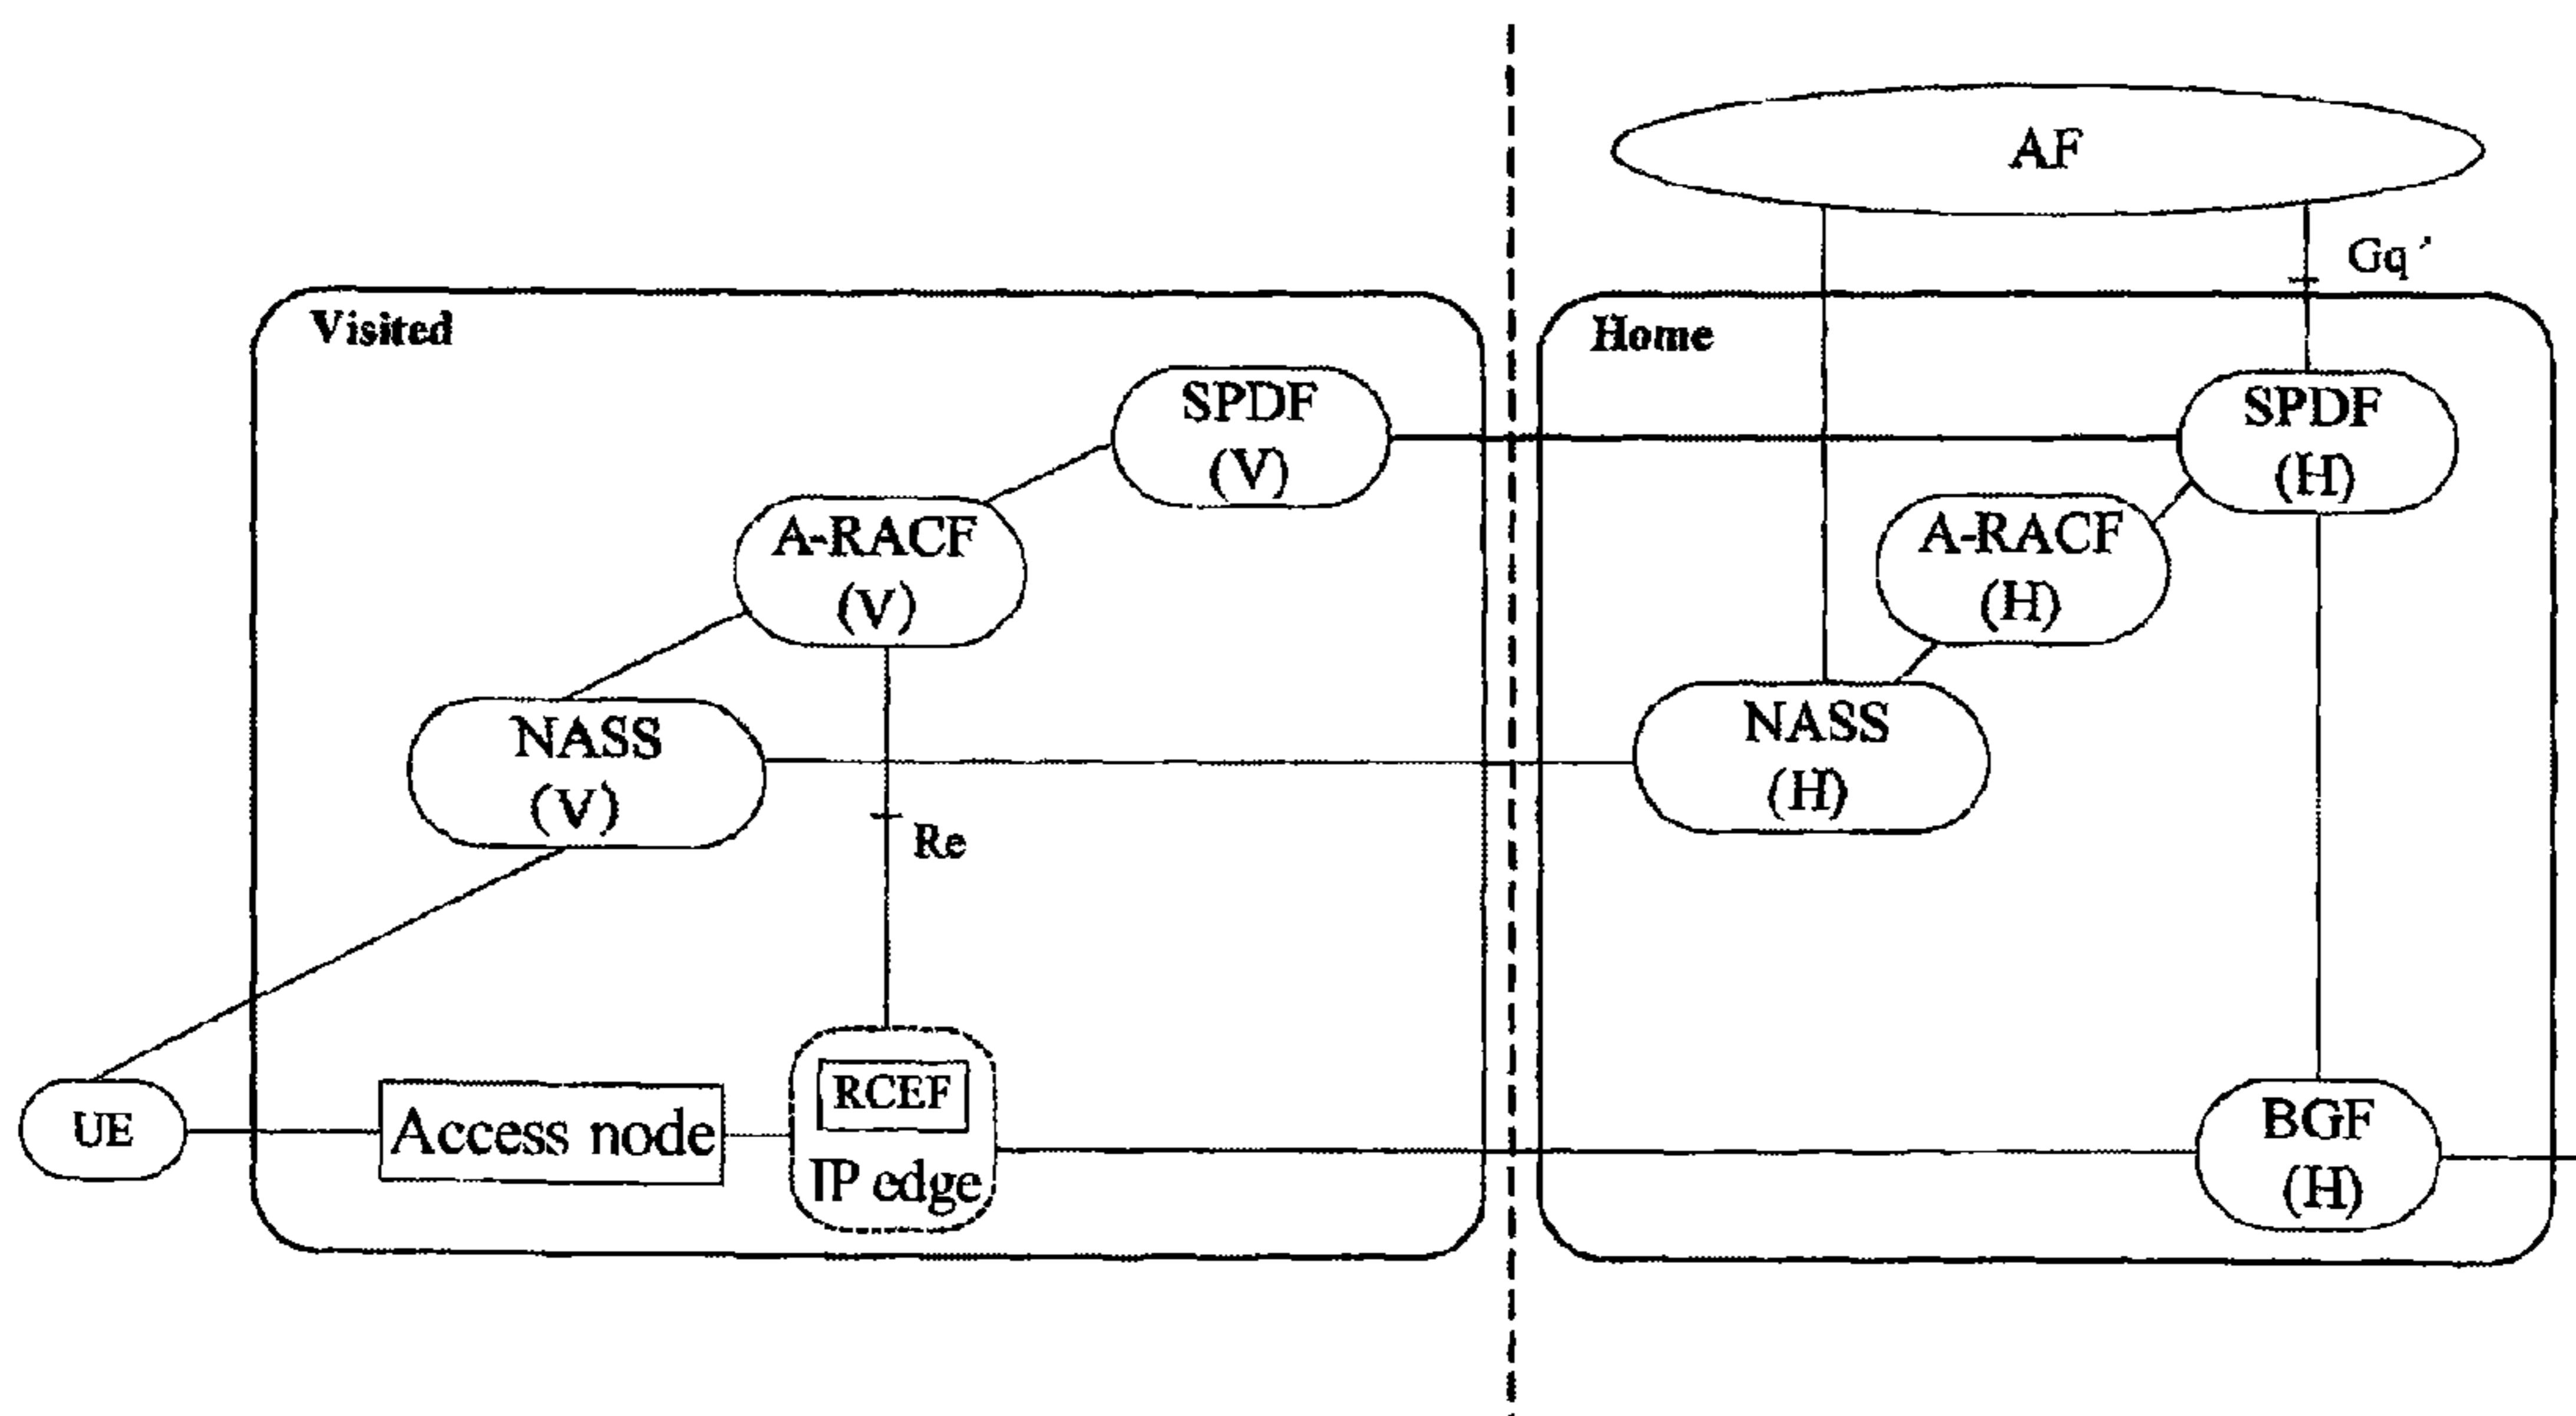 AF
Gq'
Visited
Home
SPDF
(V)
SPDF
(H)
A-RACF
(V)
A-RACF
(H)
NASS
(V)
NASS
(H)
Re
UE
Access node
RCEF
IP edge
BGF
(H)